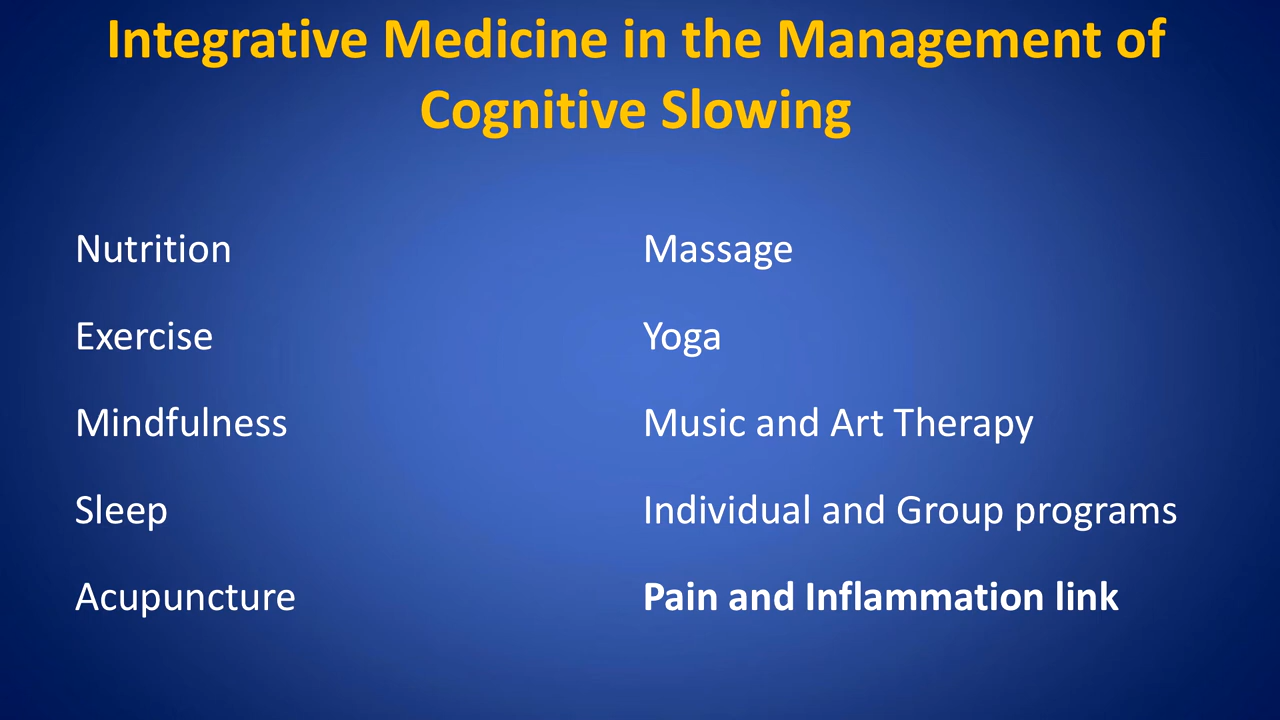 Integrative Medicine in the Management of
Cognitive Slowing
Nutrition
Exercise
Mindfulness
Sleep
Acupuncture
Massage
Yoga
Music and Art Therapy
Individual and Group programs
Pain and Inflammation link